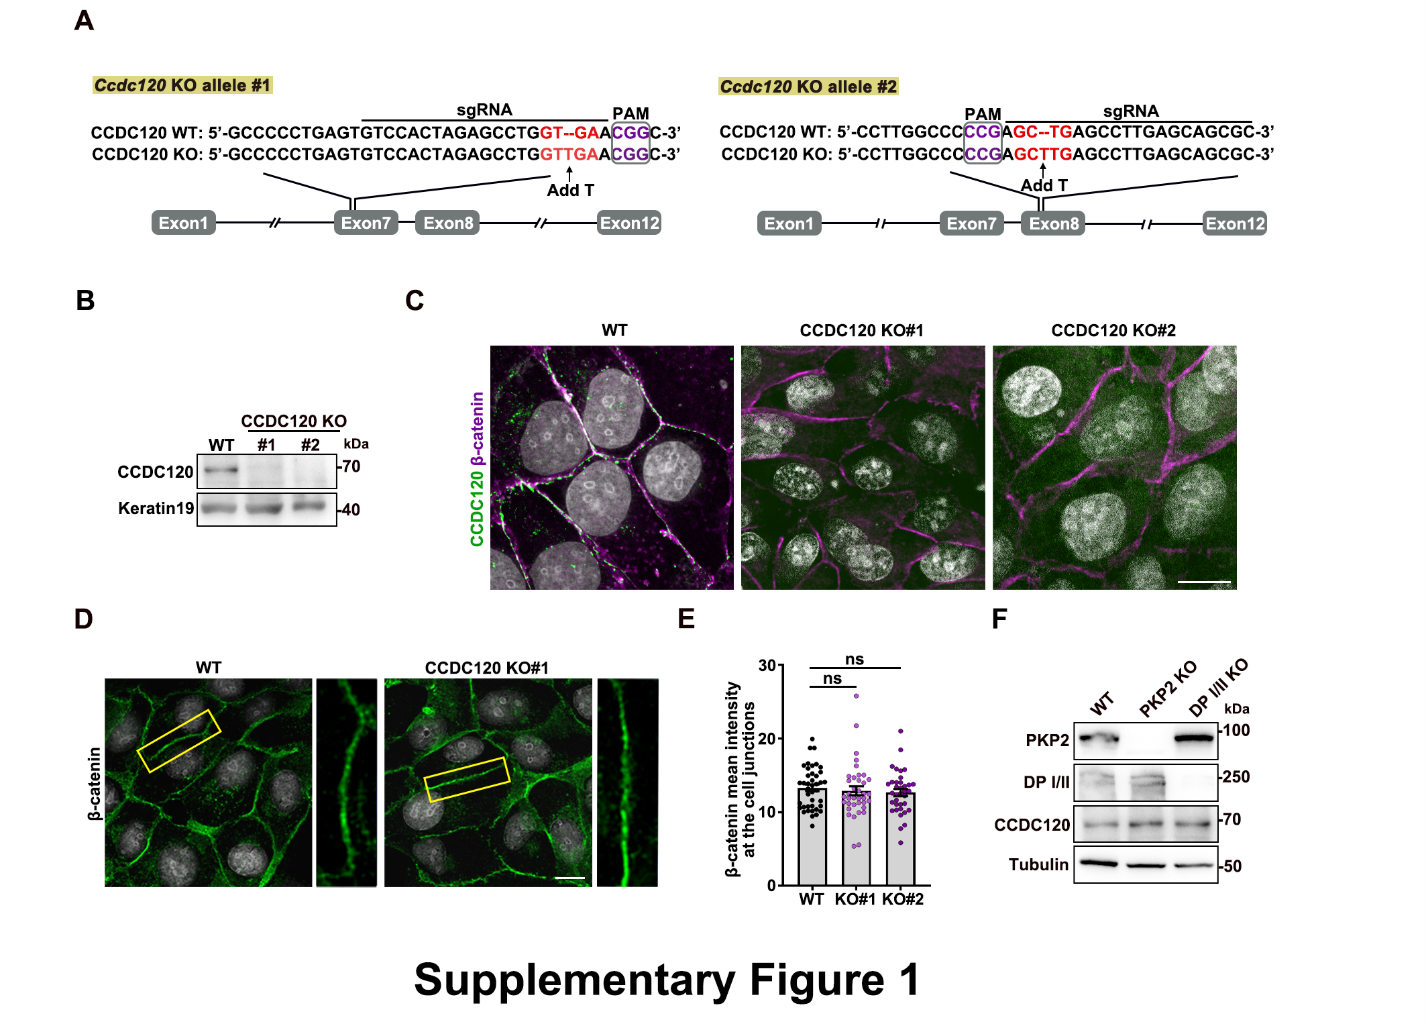 A
Ccdc120 KO allele #1
sgRNA
PAM
CCDC120 WT: 5’-GCCCCCTGAGTGTCCACTAGAGCCTGGT--GAACGGC-3’
CCDC120 KO: 5’-GCCCCCTGAGTGTCCACTAGAGCCTGGTTGAACGGC-3’
Add T
Exon1
Exon7
Exon8
Exon12
Ccdc120 KO allele #2
PAM
sgRNA
CCDC120 WT: 5’-CCTTGGCCCCCGAGC--TGAGCCTTGAGCAGCGC-3’
CCDC120 KO: 5’-CCTTGGCCCCCGAGCTTGAGCCTTGAGCAGCGC-3’
Add T
Exon1
Exon7
Exon8
Exon12
B
CCDC120 KO
WT #1 #2 kDa
CCDC120 -70
Keratin19 -40
C
WT
CCDC120 KO#1
CCDC120 KO#2
CCDC120 β-catenin
D
WT
CCDC120 KO#1
β-catenin
E
β-catenin mean intensity
at the cell junctions
30
20
10
0
ns
ns
WT KO#1 KO#2
F
WT PKP2 KO DP I/II KO
kDa
PKP2 -100
DP I/II -250
CCDC120 -70
Tubulin -50
Supplementary Figure 1